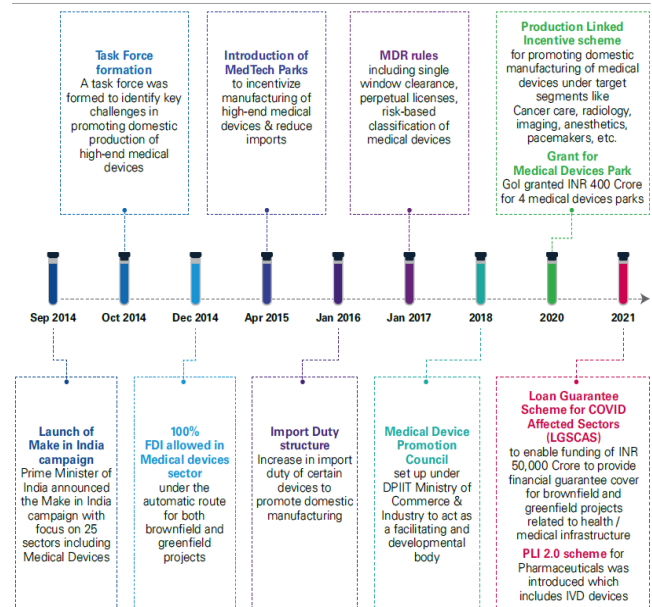 Task Force
formation
A task force was
formed to identify key
challenges in
promoting domestic
production of
high-end medical
devices
Introduction of
MedTech Parks
to incentivize
manufacturing of
high-end medical
devices & reduce
imports
MDR rules
including single
window clearance,
perpetual licenses,
risk-based
classification of
medical devices
Production Linked
Incentive scheme
for promoting domestic
manufacturing of medical
devices under target
segments like
Cancer care, radiology,
imaging, anesthetics,
pacemakers, etc.
Grant for
Medical Devices Park
GoI granted INR 400 Crore
for 4 medical devices parks
Sep 2014
Oct 2014
Dec 2014
Apr 2015
Jan 2016
Jan 2017
2018
2020
2021
Launch of
Make in India
campaign
Prime Minister of
India announced
the Make in India
campaign with
focus on 25
sectors including
Medical Devices
100%
FDI allowed in
Medical devices
sector
under the
automatic route
for both
brownfield and
greenfield
projects
Import Duty
structure
Increase in import
duty of certain
devices to
promote domestic
manufacturing
Medical Device
Promotion
Council
set up under
DPIIT Ministry of
Commerce &
Industry to act as
a facilitating and
developmental
body
Loan Guarantee
Scheme for COVID
Affected Sectors
(LGSCAS)
to enable funding of INR
50,000 Crore to provide
financial guarantee cover
for brownfield and
greenfield projects
related to health /
medical infrastructure
PLI 2.0 scheme for
Pharmaceuticals was
introduced which
includes IVD devices